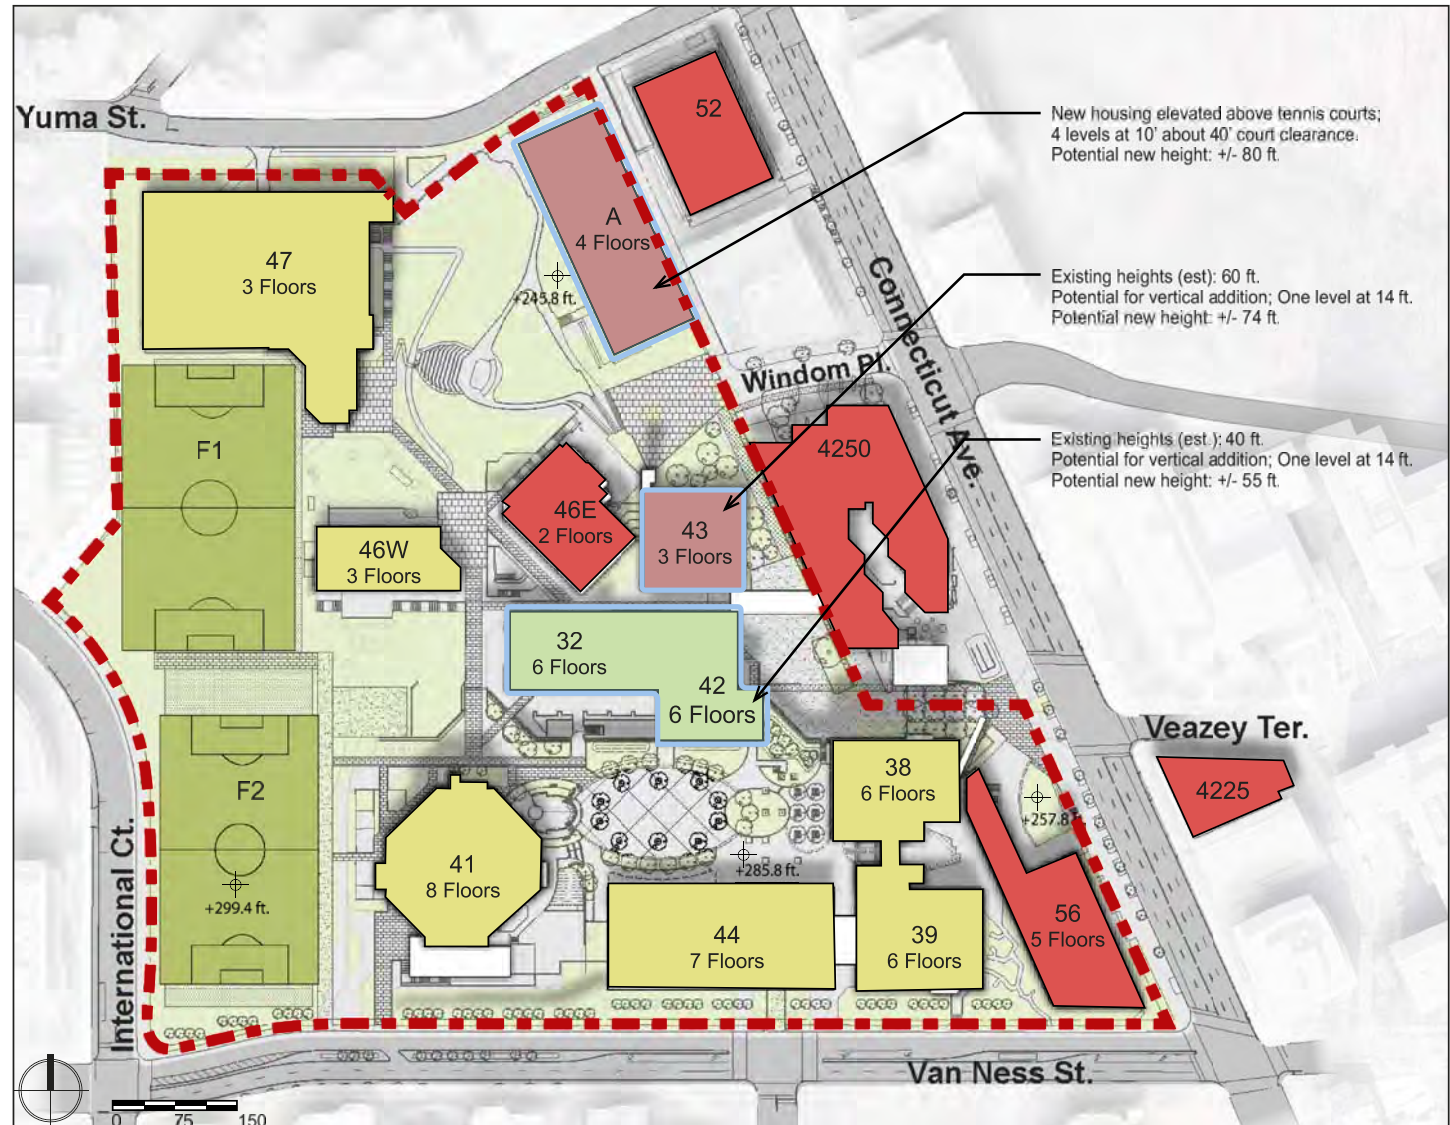 Yuma St.
52
New housing elevated above tennis courts;
4 levels at 10' about 40' court clearance.
Potential new height: +/- 80 ft.
A
4 Floors
47
3 Floors
+245.8 ft.
Connecticut Ave.
Existing heights (est): 60 ft.
Potential for vertical addition; One level at 14 ft.
Potential new height: +/- 74 ft.
Windom Pl.
F1
4250
Existing heights (est.): 40 ft.
Potential for vertical addition; One level at 14 ft.
Potential new height: +/- 55 ft.
46E
2 Floors
43
3 Floors
46W
3 Floors
32
6 Floors
42
6 Floors
Veazey Ter.
F2
38
6 Floors
4225
+257.8
41
8 Floors
+285.8 ft.
+299.4 ft.
44
7 Floors
39
6 Floors
56
5 Floors
International Ct.
Van Ness St.
0 75 150